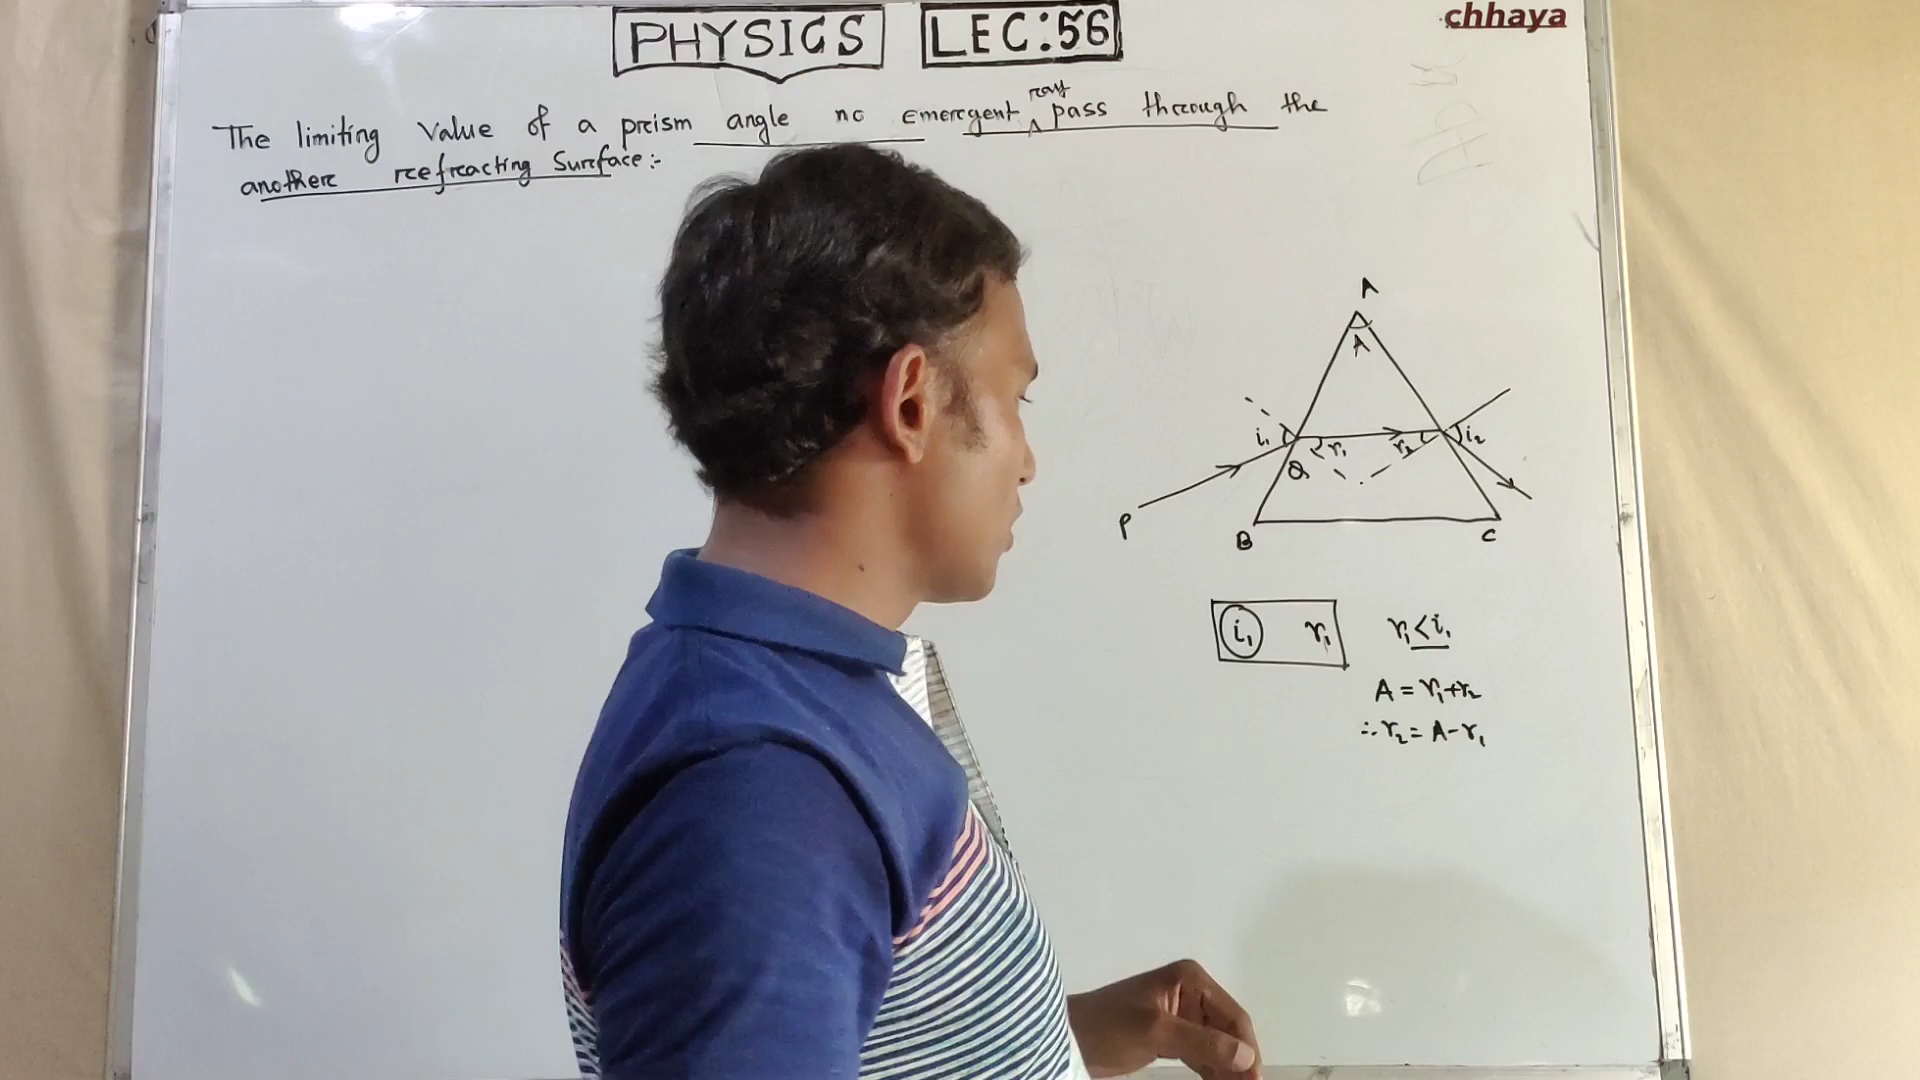 PHYSICS LEC:56
chhaya
The limiting value of a prism angle no emergent ray pass through the
another refracting Surface:-
A
A
i₁ r₁ r₂ i₂
Q
P
B C
i₁ r₁ r₁<i₁
A = r₁+r₂
∴ r₂ = A-r₁